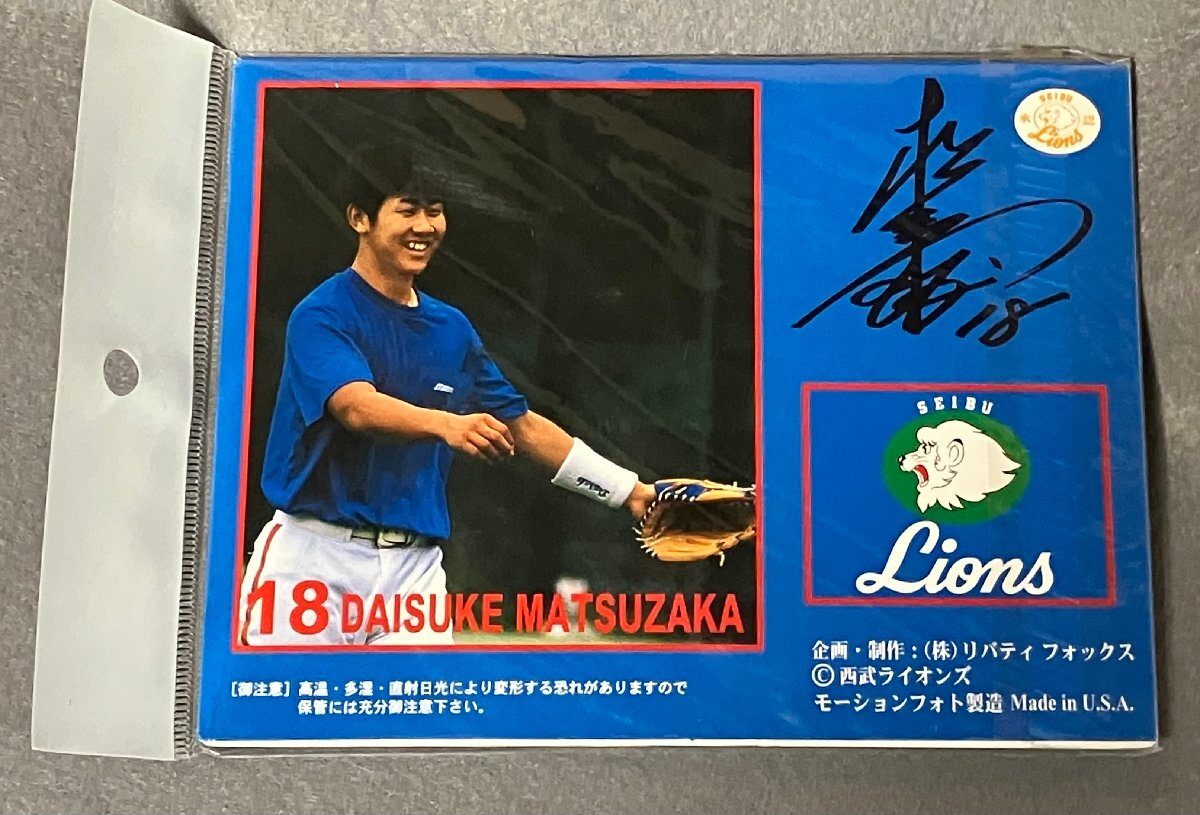 SEIBU
承認
Lions
18
SEIBU
Lions
18 DAISUKE MATSUZAKA
[御注意] 高温・多湿・直射日光により変形する恐れがありますので
保管には充分御注意下さい。
企画・制作：(株)リバティ フォックス
©西武ライオンズ
モーションフォト製造 Made in U.S.A.